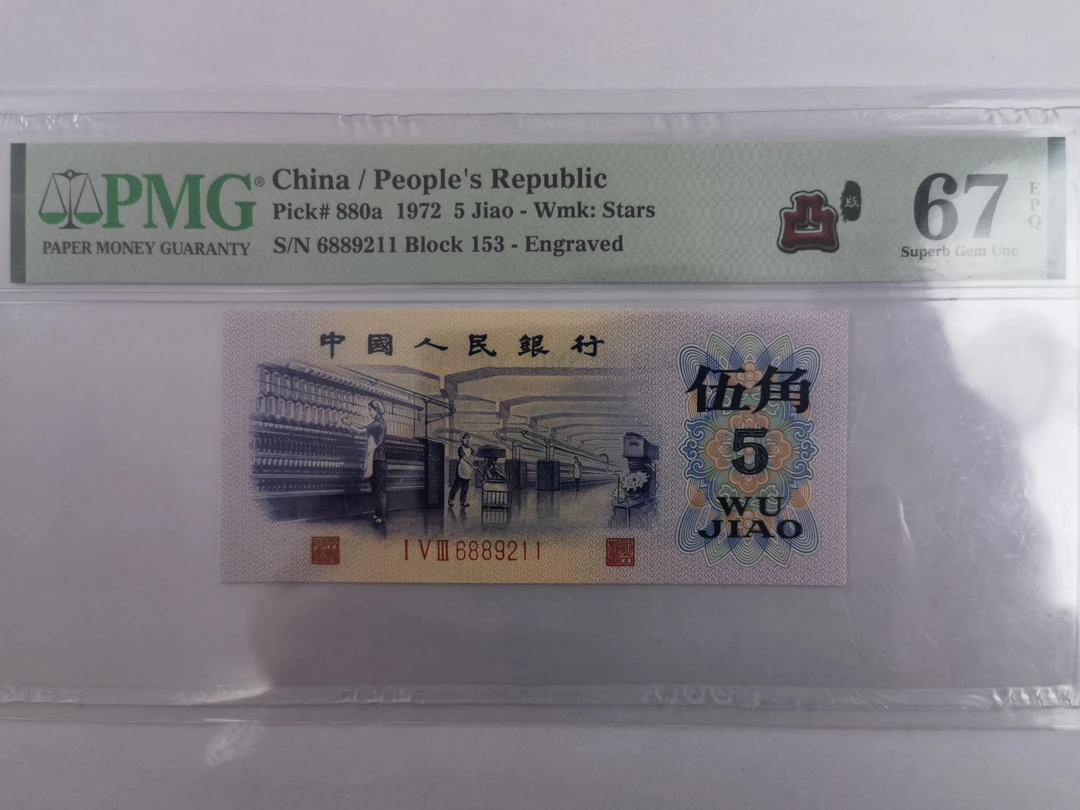 PMG®
PAPER MONEY GUARANTY
China / People's Republic
Pick# 880a 1972 5 Jiao - Wmk: Stars
S/N 6889211 Block 153 - Engraved
凸
版
67
EPQ
Superb Gem Unc
中國人民銀行
伍角
5
WU
JIAO
I V III 6889211